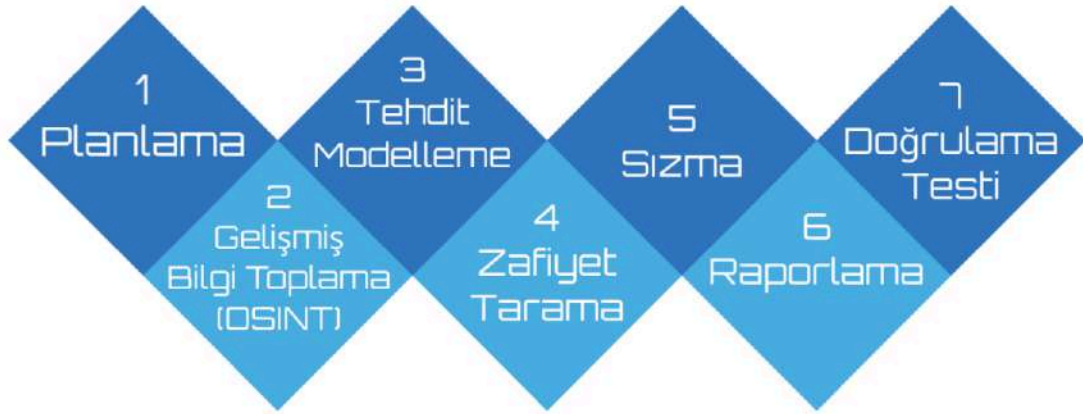 1
Planlama
2
Gelişmiş
Bilgi Toplama
(OSINT)
3
Tehdit
Modelleme
4
Zafiyet
Tarama
5
Sızma
6
Raporlama
7
Doğrulama
Testi